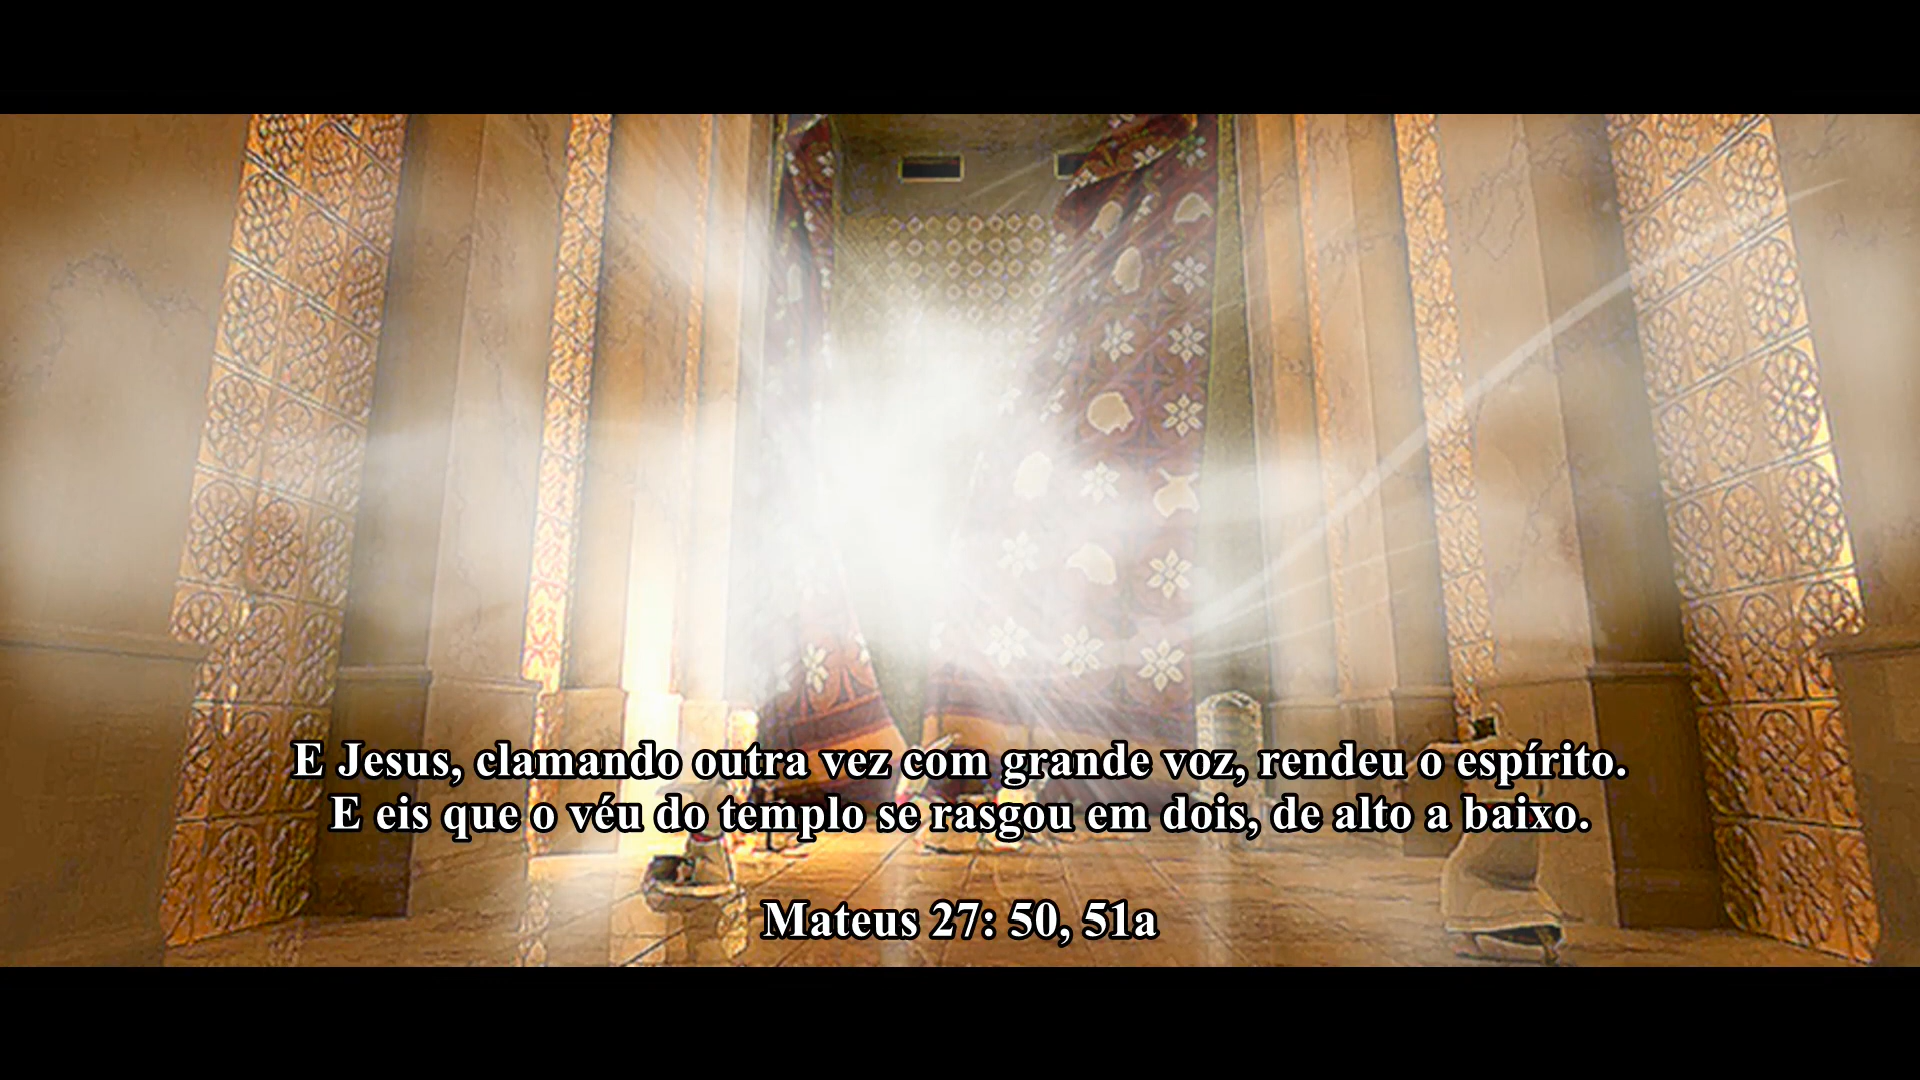 E Jesus, clamando outra vez com grande voz, rendeu o espírito.
E eis que o véu do templo se rasgou em dois, de alto a baixo.
Mateus 27: 50, 51a